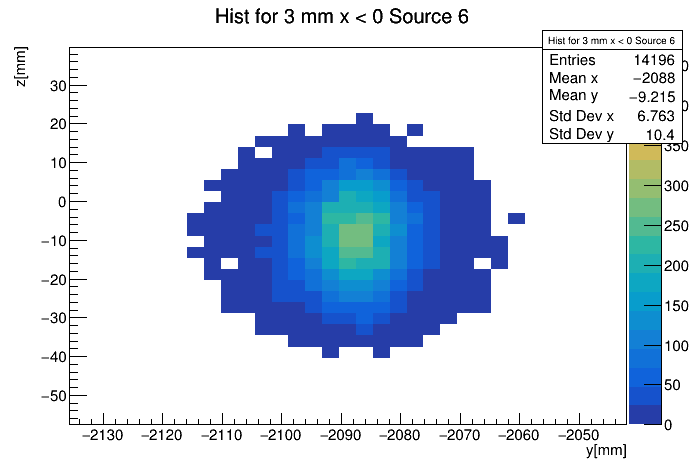 Hist for 3 mm x < 0 Source 6
z[mm]
Hist for 3 mm x < 0 Source 6
Entries 14196
Mean x −2088
Mean y −9.215
Std Dev x 6.763
Std Dev y 10.4
30
20
10
0
−10
−20
−30
−40
−50
350
300
250
200
150
100
50
0
−2130 −2120 −2110 −2100 −2090 −2080 −2070 −2060 −2050
y[mm]